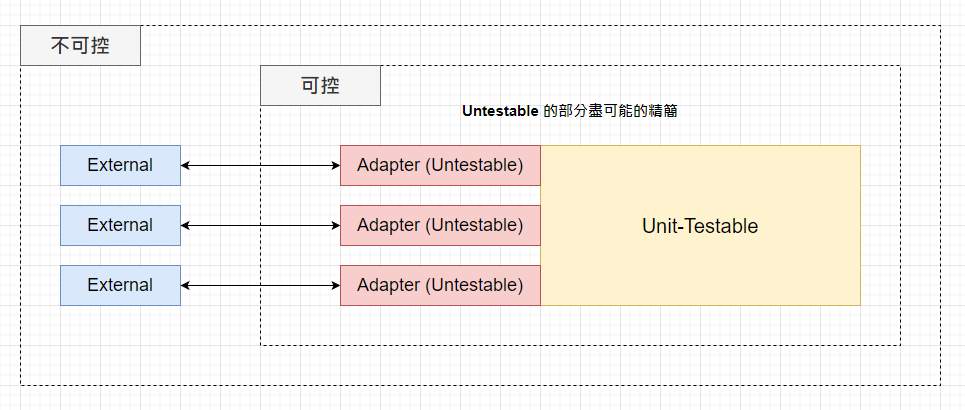 不可控
可控
Untestable 的部分盡可能的精簡
External
Adapter (Untestable)
External
Adapter (Untestable)
Unit-Testable
External
Adapter (Untestable)